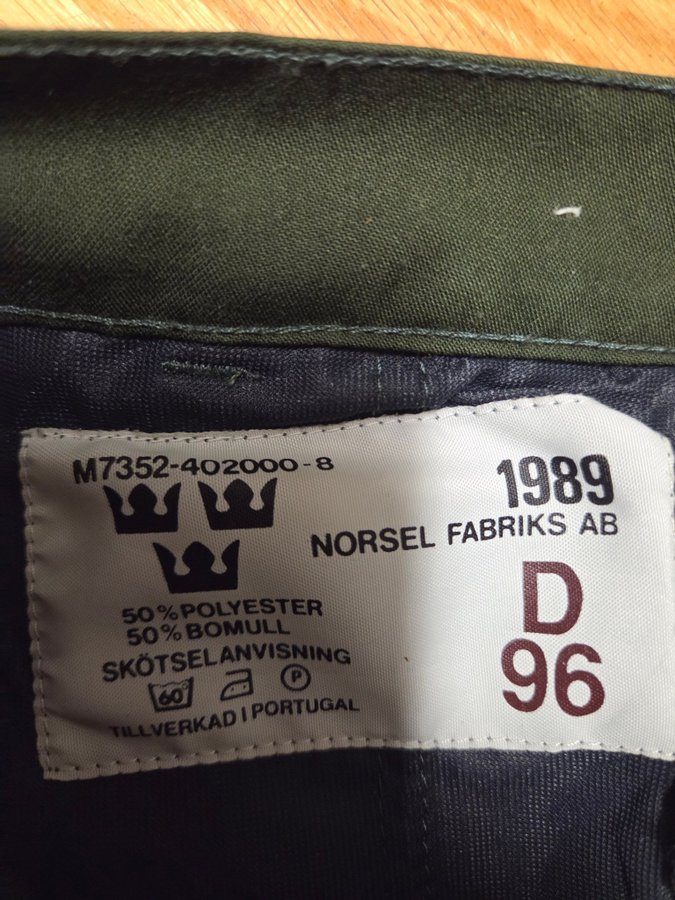 M7352-402000-8
1989
NORSEL FABRIKS AB
50% POLYESTER
50% BOMULL
SKÖTSELANVISNING
60 P
TILLVERKAD I PORTUGAL
D
96